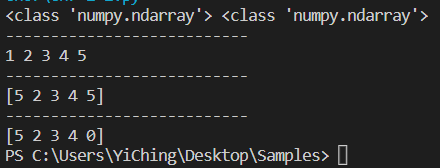 <class 'numpy.ndarray'> <class 'numpy.ndarray'>
---------------------------
1 2 3 4 5
---------------------------
[5 2 3 4 5]
---------------------------
[5 2 3 4 0]
PS C:\Users\YiChing\Desktop\Samples>